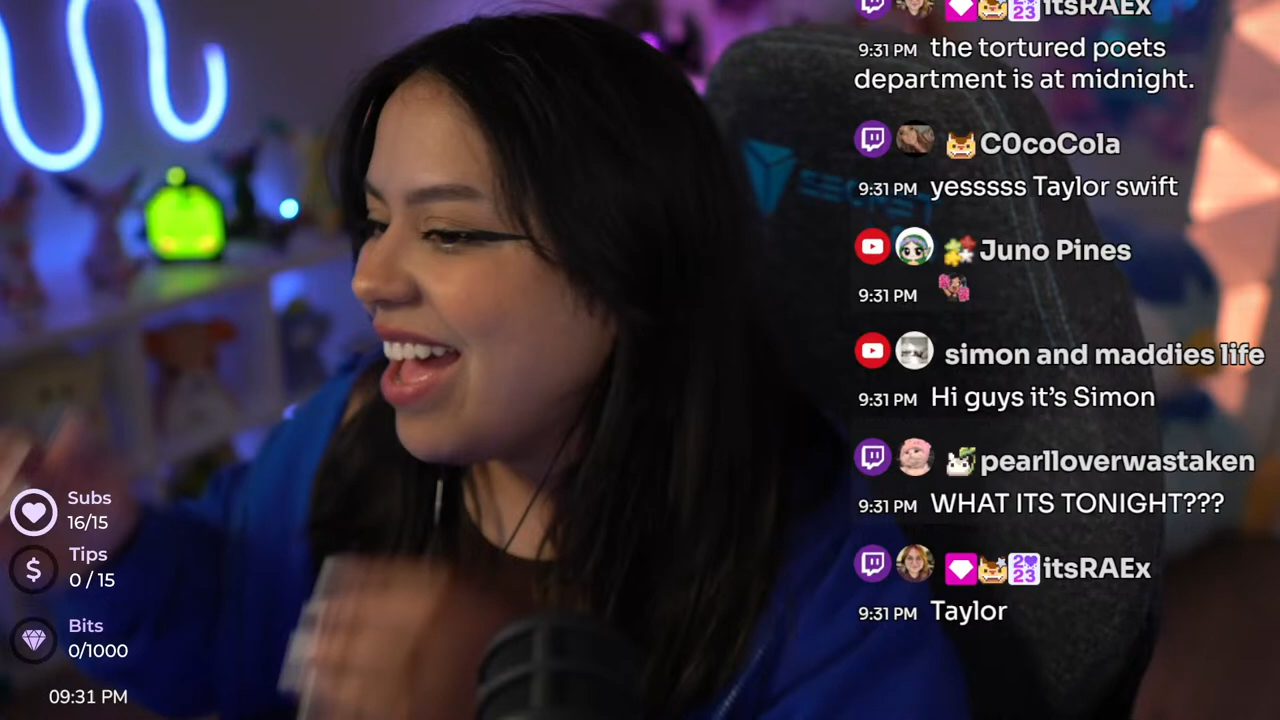 itsRAEx
9:31 PM the tortured poets
department is at midnight.
C0coCola
9:31 PM yesssss Taylor swift
Juno Pines
9:31 PM
simon and maddies life
9:31 PM Hi guys it’s Simon
pearlloverwastaken
9:31 PM WHAT ITS TONIGHT???
2023 itsRAEx
9:31 PM Taylor
SECRET
Subs
16/15
Tips
0 / 15
Bits
0/1000
09:31 PM